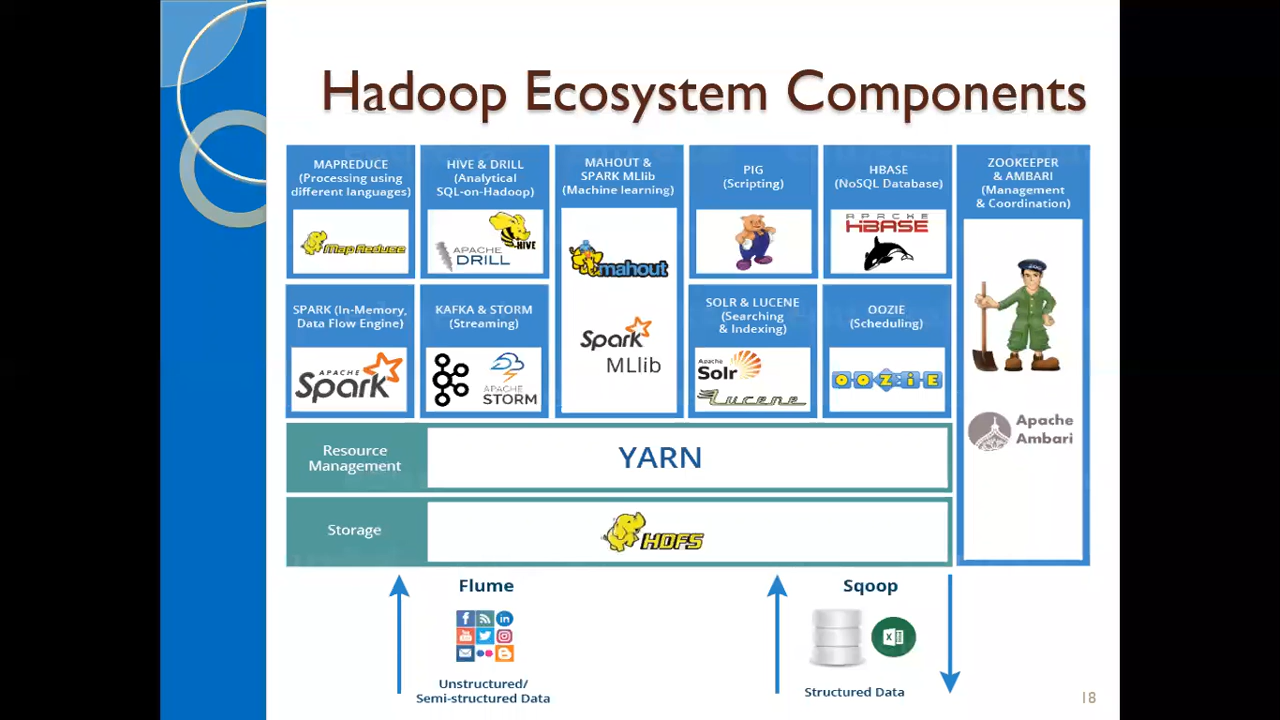 Hadoop Ecosystem Components
MAPREDUCE
(Processing using
different languages)
Map Reduce
HIVE & DRILL
(Analytical
SQL-on-Hadoop)
HIVE
APACHE
DRILL
MAHOUT &
SPARK MLlib
(Machine learning)
mahout
Spark
MLlib
PIG
(Scripting)
HBASE
(NoSQL Database)
APACHE
HBASE
ZOOKEEPER
& AMBARI
(Management
& Coordination)
Apache
Ambari
SPARK (In-Memory,
Data Flow Engine)
APACHE
Spark
KAFKA & STORM
(Streaming)
APACHE
STORM
SOLR & LUCENE
(Searching
& Indexing)
Apache
Solr
Lucene
OOZIE
(Scheduling)
OOZIE
Resource
Management
YARN
Storage
HDFS
Flume
Unstructured/
Semi-structured Data
Sqoop
Structured Data
18